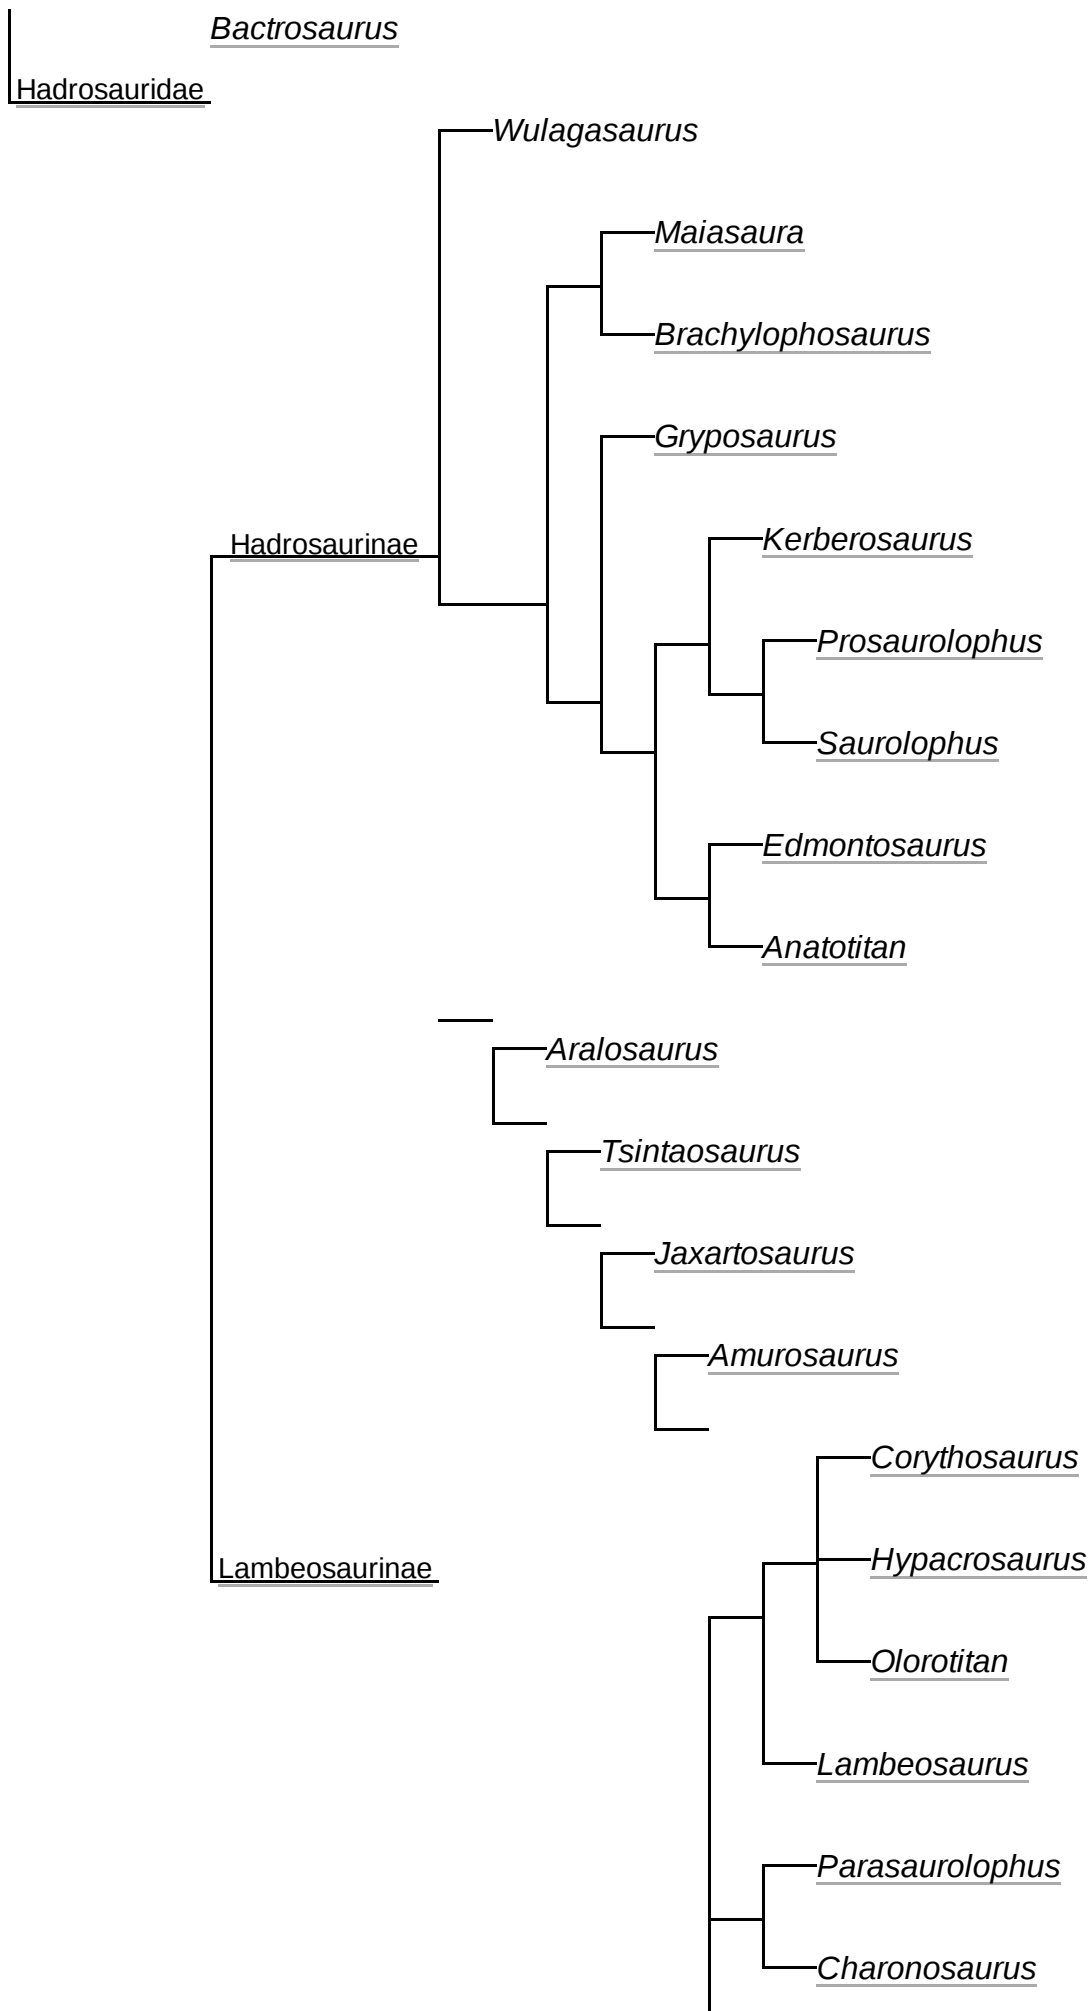 Bactrosaurus
Hadrosauridae
Wulagasaurus
Maiasaura
Brachylophosaurus
Gryposaurus
Kerberosaurus
Hadrosaurinae
Prosaurolophus
Saurolophus
Edmontosaurus
Anatotitan
Aralosaurus
Tsintaosaurus
Jaxartosaurus
Amurosaurus
Corythosaurus
Hypacrosaurus
Lambeosaurinae
Olorotitan
Lambeosaurus
Parasaurolophus
Charonosaurus